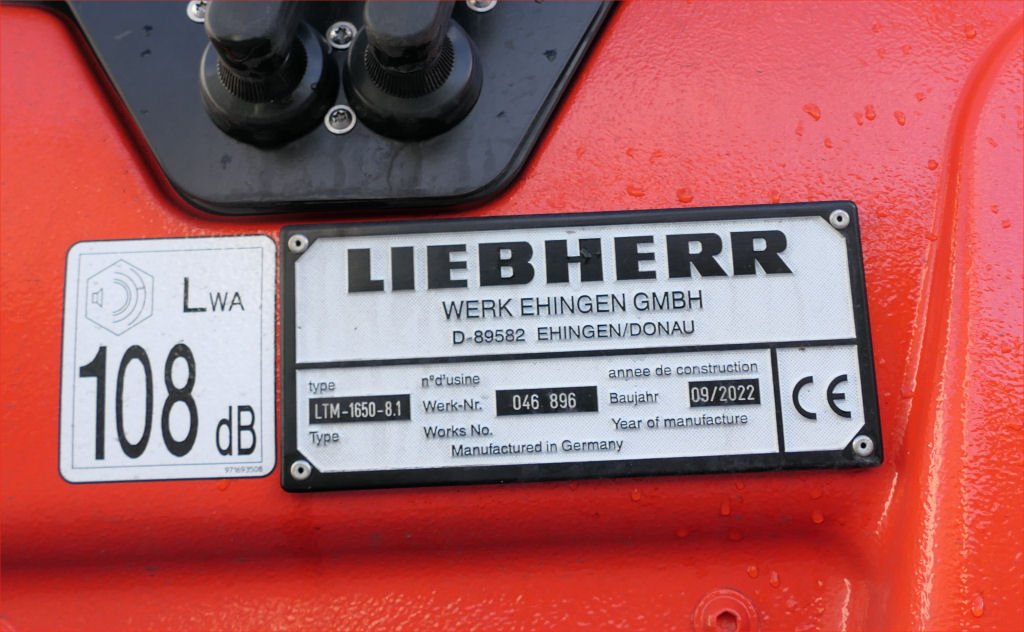 LWA
108
dB
971693508
LIEBHERR
WERK EHINGEN GMBH
D-89582 EHINGEN/DONAU
type
LTM-1650-8.1
Type
n°d'usine
Werk-Nr. 046 896
Works No.
annee de construction
Baujahr 09/2022
Year of manufacture
Manufactured in Germany
CE